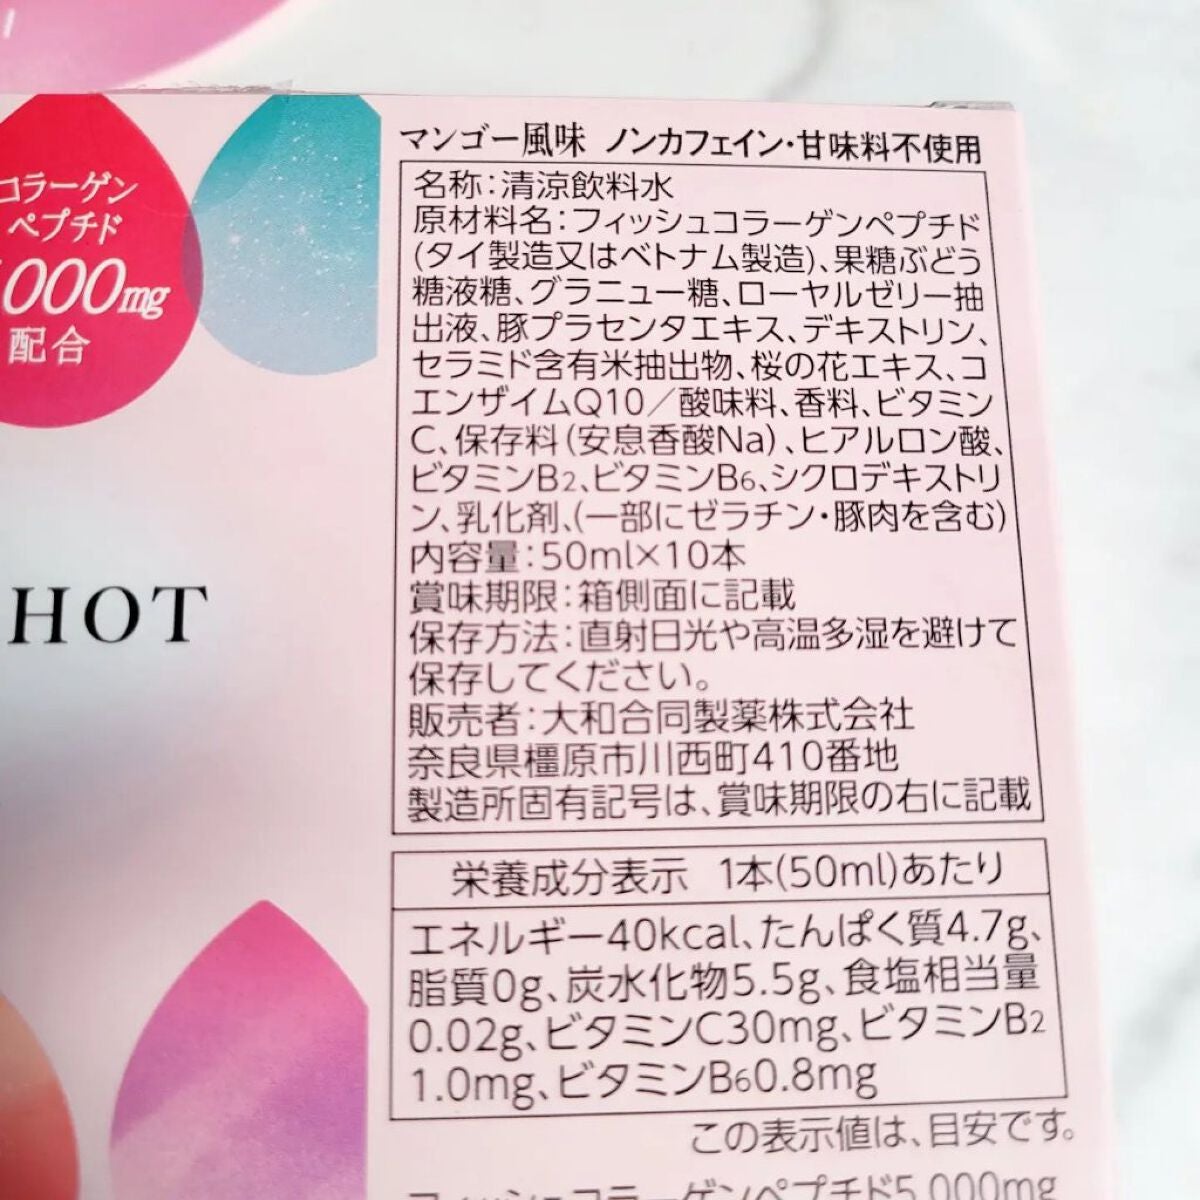 コラーゲン
ペプチド
000mg
配合
HOT
マンゴー風味 ノンカフェイン・甘味料不使用
名称：清涼飲料水
原材料名：フィッシュコラーゲンペプチド
(タイ製造又はベトナム製造)、果糖ぶどう
糖液糖、グラニュー糖、ローヤルゼリー抽
出液、豚プラセンタエキス、デキストリン、
セラミド含有米抽出物、桜の花エキス、コ
エンザイムQ10／酸味料、香料、ビタミン
C、保存料(安息香酸Na)、ヒアルロン酸、
ビタミンB2、ビタミンB6、シクロデキストリ
ン、乳化剤、(一部にゼラチン・豚肉を含む)
内容量：50ml×10本
賞味期限：箱側面に記載
保存方法：直射日光や高温多湿を避けて
保存してください。
販売者：大和合同製薬株式会社
奈良県橿原市川西町410番地
製造所固有記号は、賞味期限の右に記載
栄養成分表示 1本(50ml)あたり
エネルギー40kcal、たんぱく質4.7g、
脂質0g、炭水化物5.5g、食塩相当量
0.02g、ビタミンC30mg、ビタミンB2
1.0mg、ビタミンB60.8mg
この表示値は、目安です。
フィッシュコラーゲンペプチド5,000mg